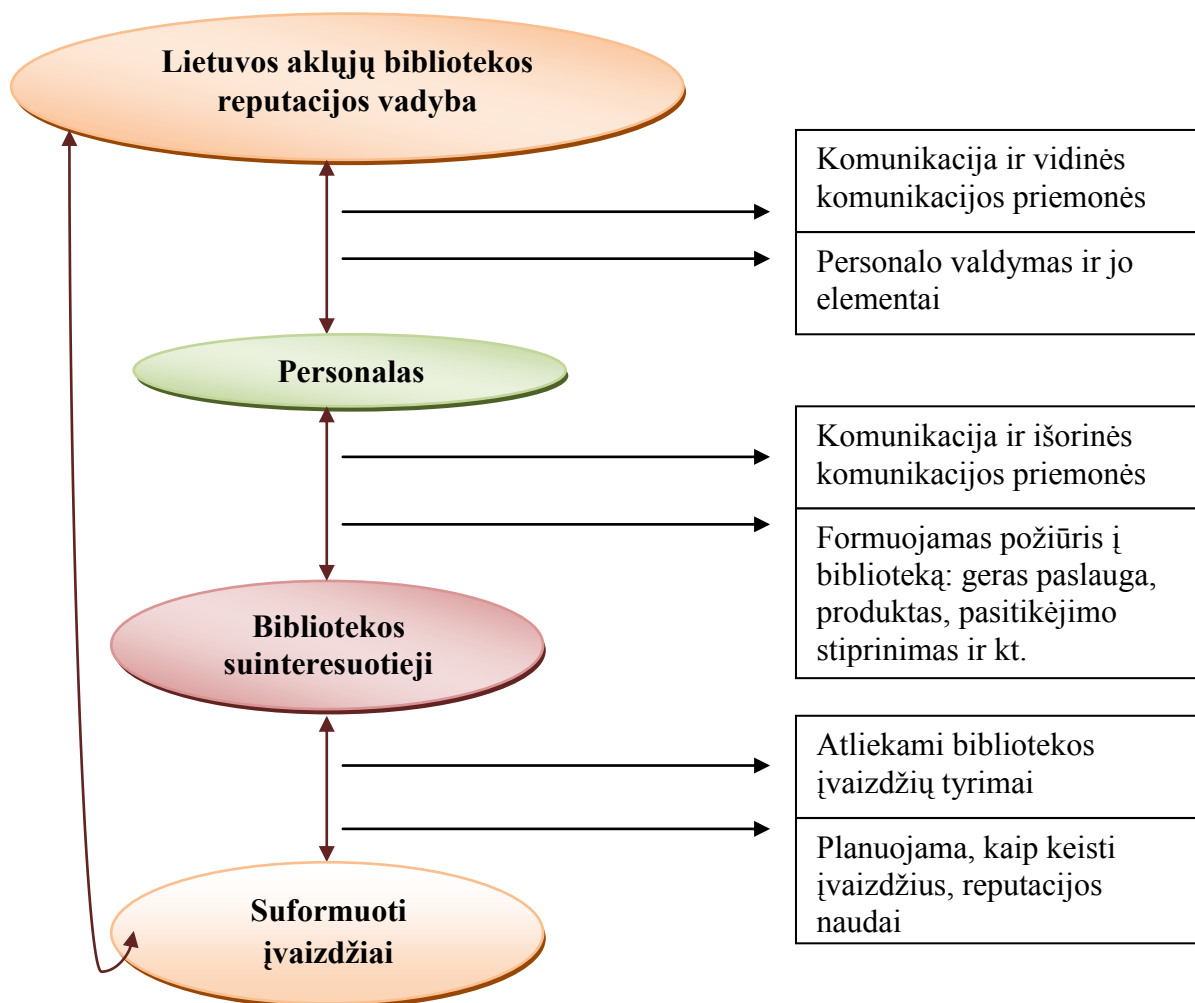 Lietuvos aklųjų bibliotekos
reputacijos vadyba
Komunikacija ir vidinės
komunikacijos priemonės
Personalo valdymas ir jo
elementai
Personalas
Komunikacija ir išorinės
komunikacijos priemonės
Formuojamas požiūris į
biblioteką: geras paslauga,
produktas, pasitikėjimo
stiprinimas ir kt.
Bibliotekos
suinteresuotieji
Atliekami bibliotekos
įvaizdžių tyrimai
Planuojama, kaip keisti
įvaizdžius, reputacijos
naudai
Suformuoti
įvaizdžiai